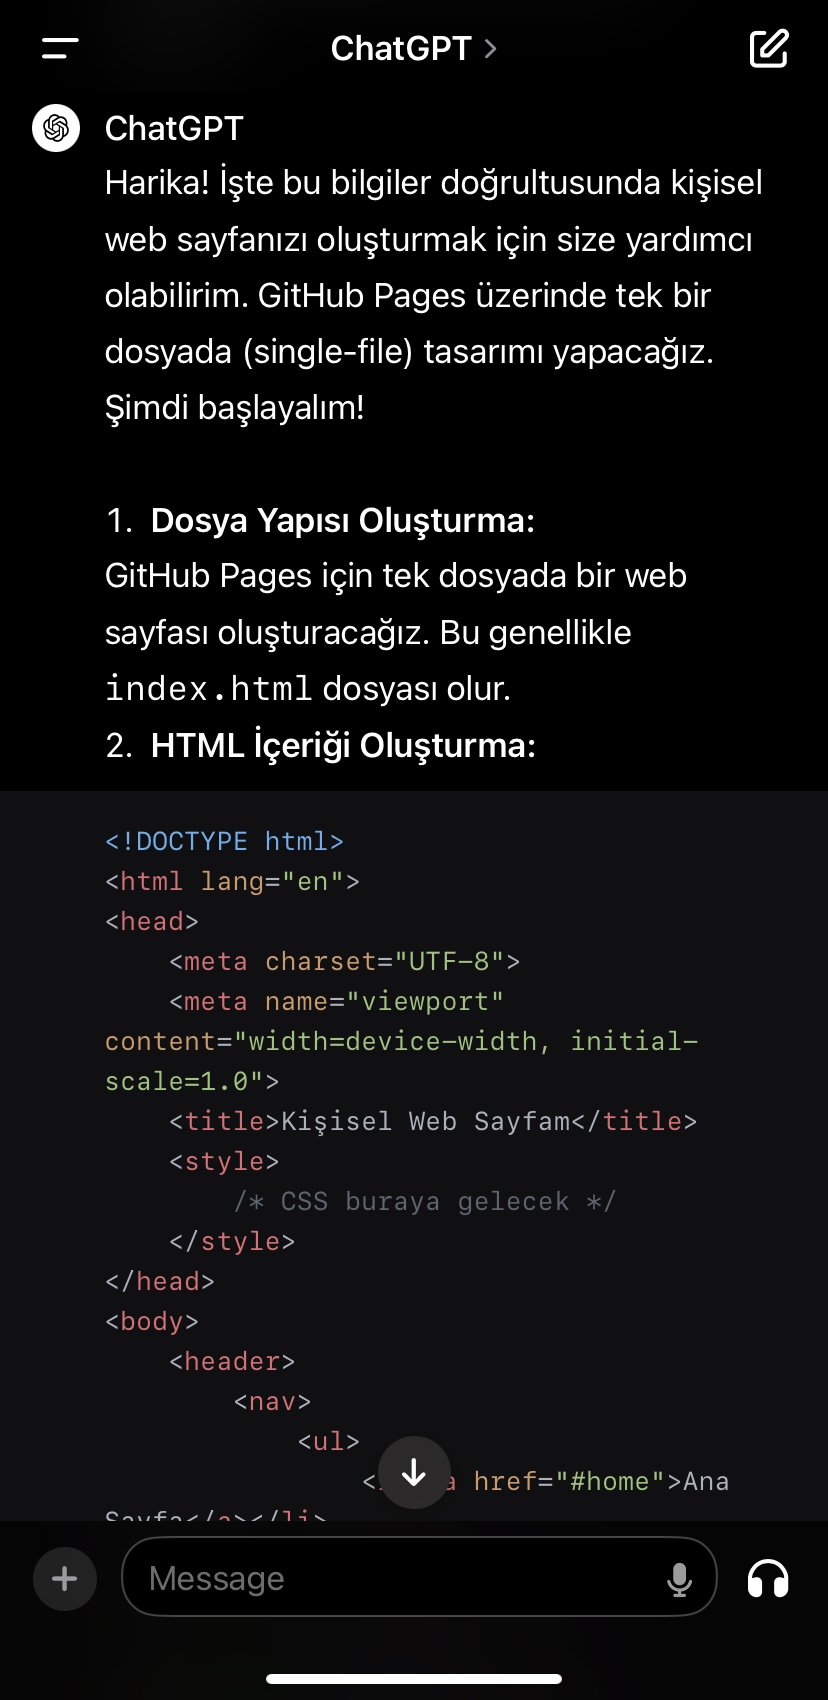 ChatGPT
ChatGPT
Harika! İşte bu bilgiler doğrultusunda kişisel
web sayfanızı oluşturmak için size yardımcı
olabilirim. GitHub Pages üzerinde tek bir
dosyada (single-file) tasarımı yapacağız.
Şimdi başlayalım!
1. Dosya Yapısı Oluşturma:
GitHub Pages için tek dosyada bir web
sayfası oluşturacağız. Bu genellikle
index.html dosyası olur.
2. HTML İçeriği Oluşturma:
<!DOCTYPE html>
<html lang="en">
<head>
<meta charset="UTF-8">
<meta name="viewport"
content="width=device-width, initial-
scale=1.0">
<title>Kişisel Web Sayfam</title>
<style>
/* CSS buraya gelecek */
</style>
</head>
<body>
<header>
<nav>
<ul>
<a href="#home">Ana
Sayfa</a></li>
Message